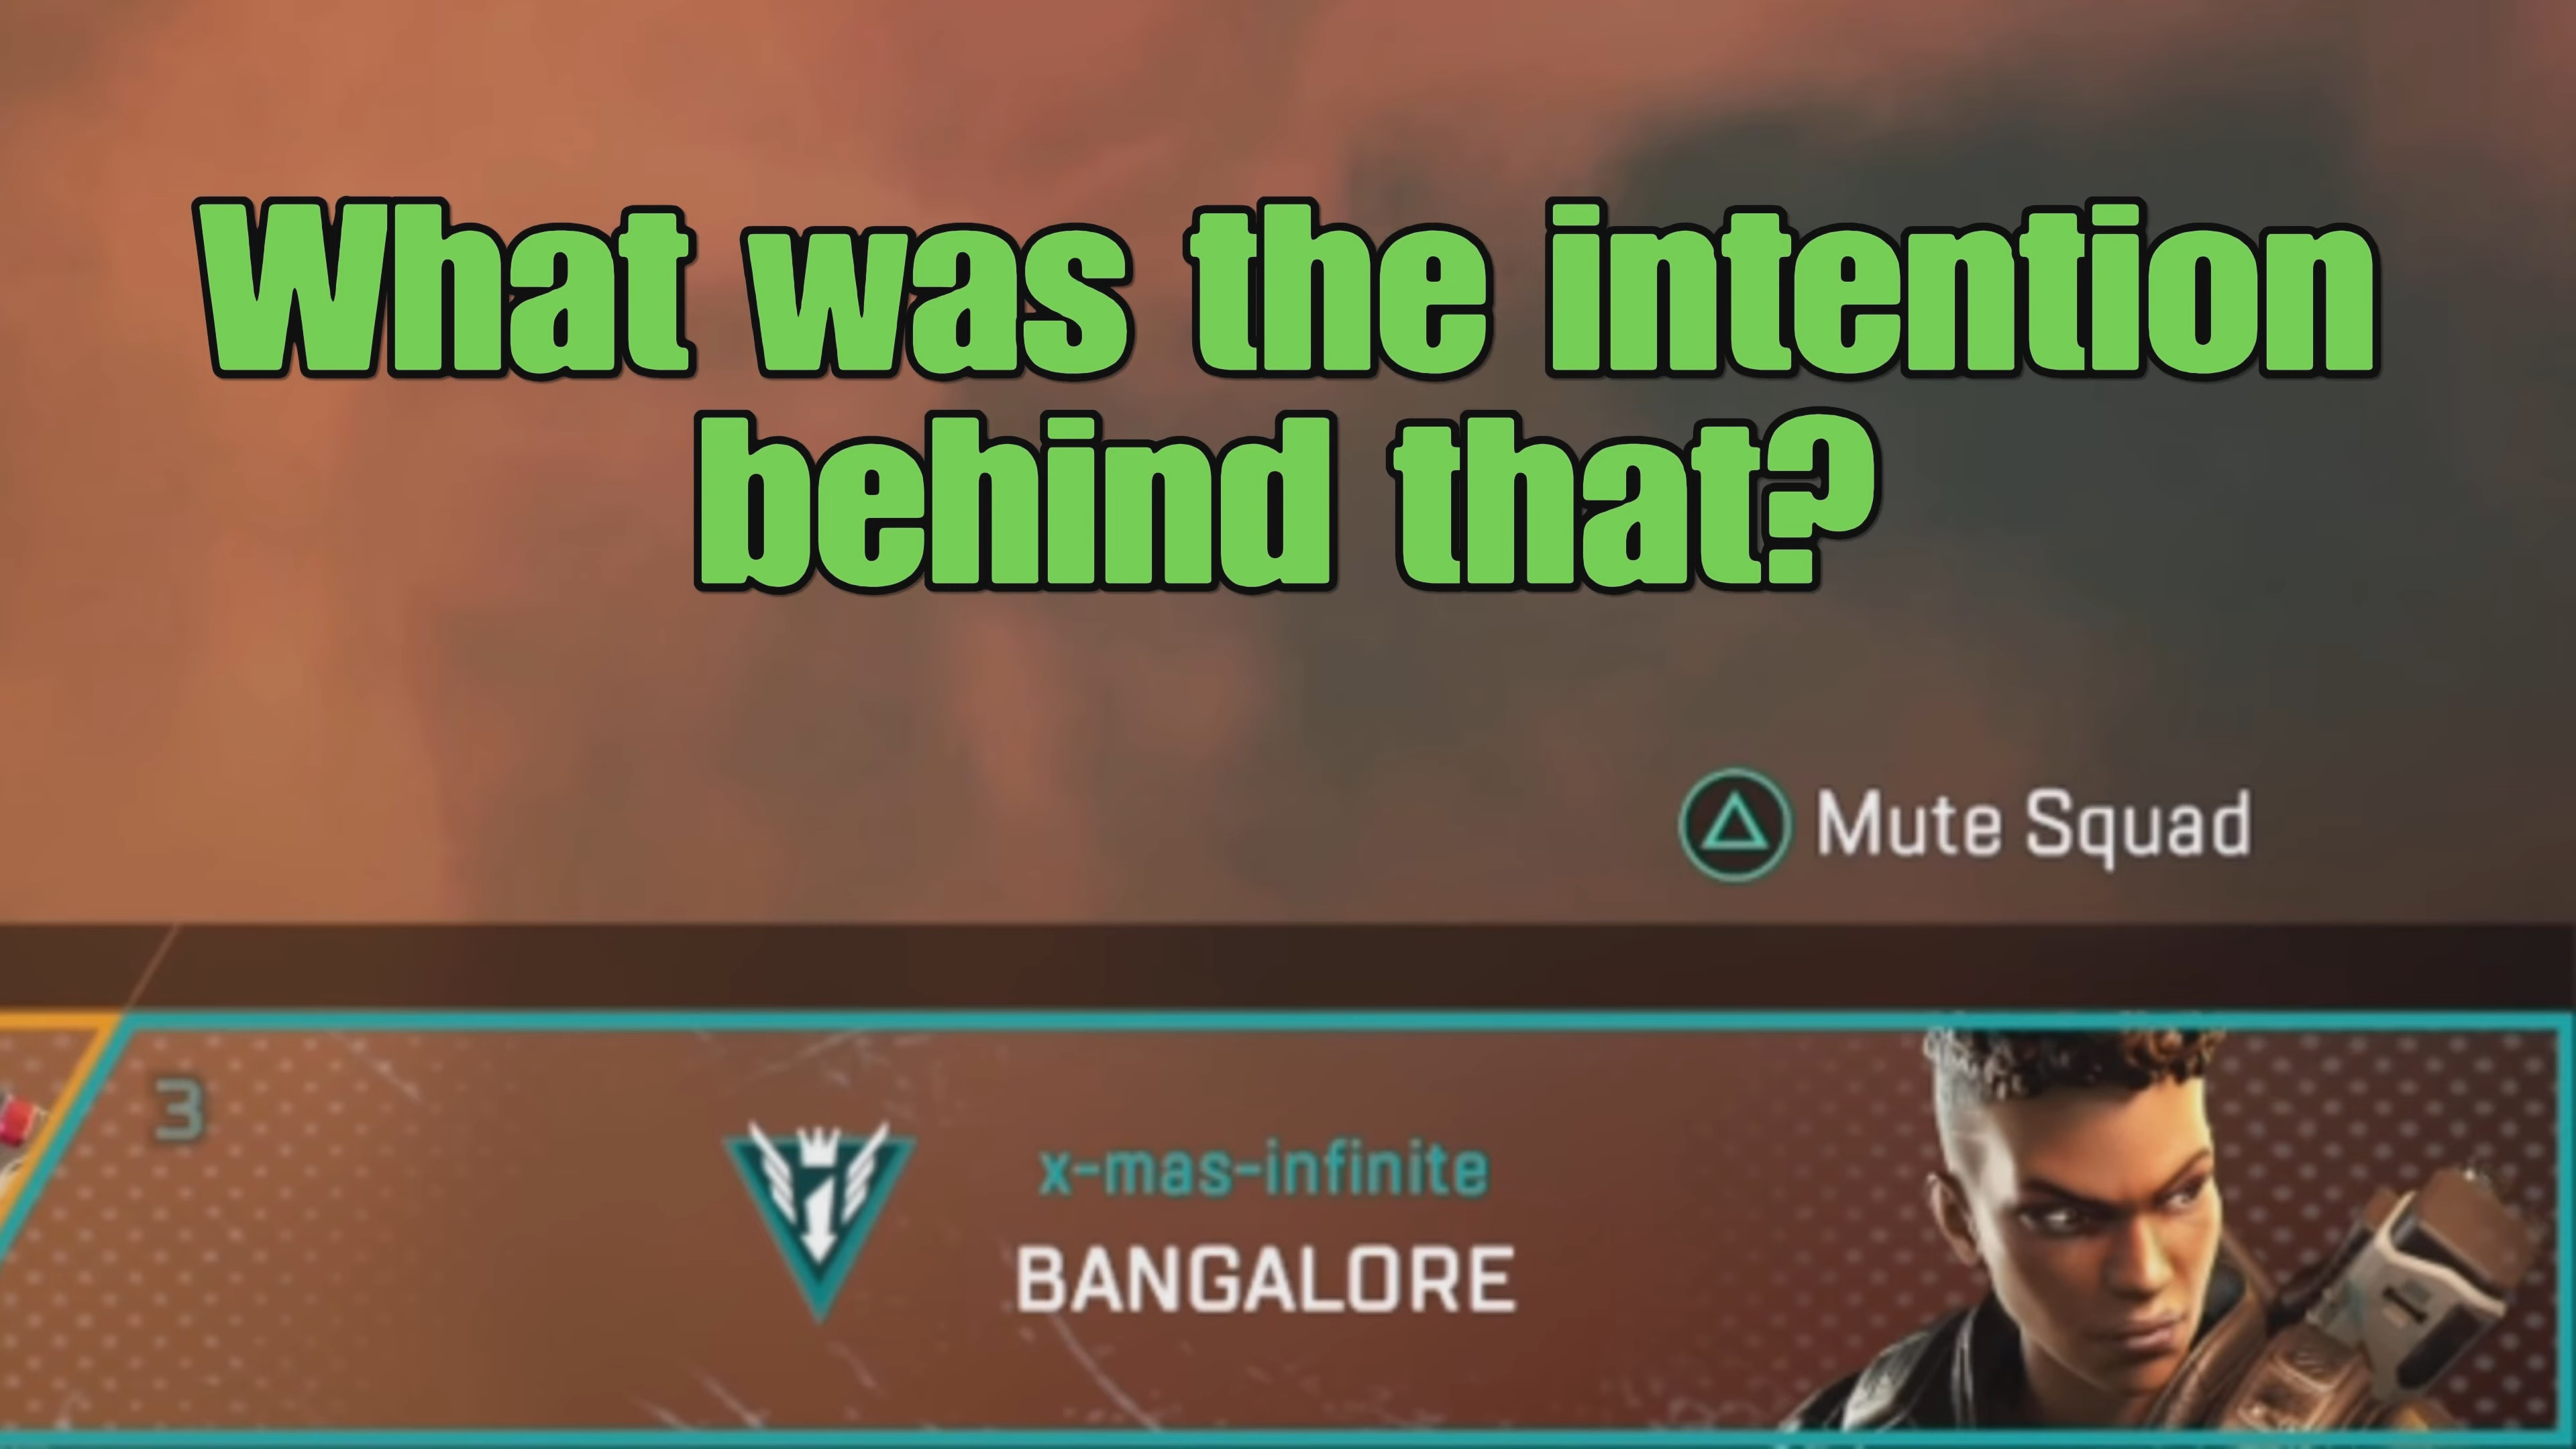 What was the intention
behind that?
Mute Squad
3
x-mas-infinite
BANGALORE